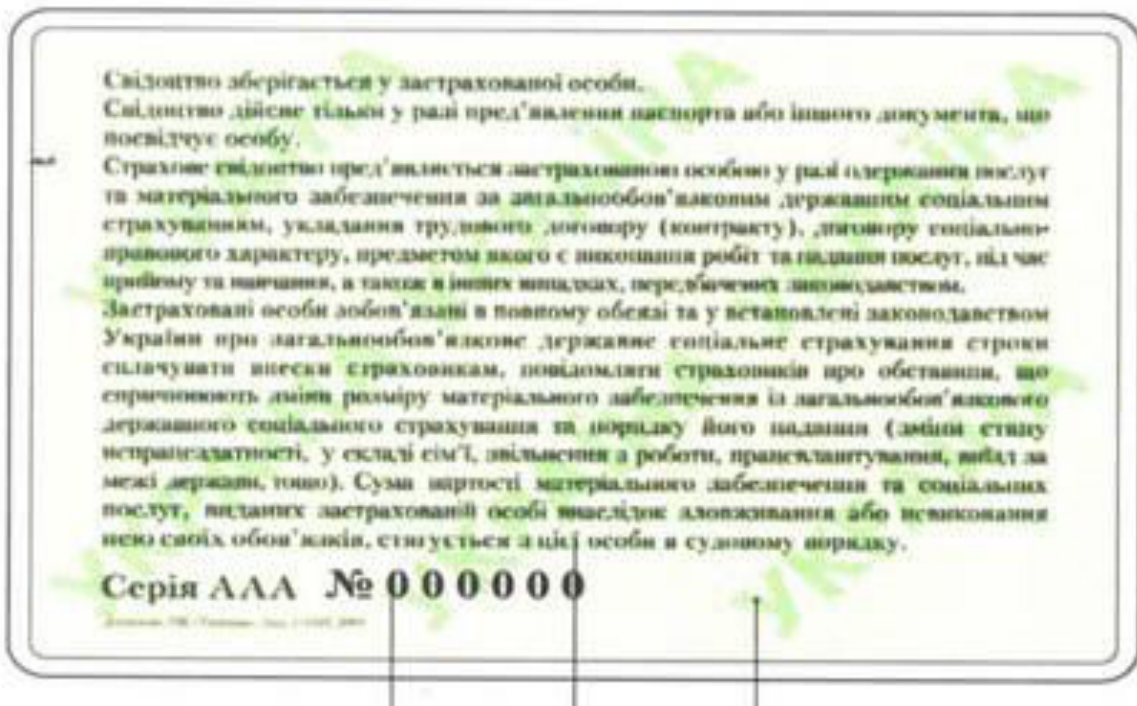 Свідоцтво зберігається у застрахованої особи.
Свідоцтво дійсне тільки у разі пред'явлення паспорта або іншого документа, що
посвідчує особу.
Страхове свідоцтво пред'являється застрахованою особою у разі одержання послуг
та матеріального забезпечення за загальнообов'язковим державним соціальним
страхуванням, укладання трудового договору (контракту), договору соціально-
правового характеру, предметом якого є виконання робіт та надання послуг, під час
прийому та навчання, а також в інших випадках, передбачених законодавством.
Застраховані особи зобов'язані в повному обсязі та у встановлені законодавством
України про загальнообов'язкове державне соціальне страхування строки
сплачувати внески страховикам, повідомляти страховиків про обставини, що
спричинюють зміни розміру матеріального забезпечення із загальнообов'язкового
державного соціального страхування та порядку його надання (зміни стану
непрацездатності, у складі сім'ї, звільнення з роботи, працевлаштування, виїзд за
межі держави, тощо). Сума вартості матеріального забезпечення та соціальних
послуг, виданих застрахованій особі внаслідок зловживання або невиконання
нею своїх обов'язків, стягується з цієї особи в судовому порядку.
Серія ААА № 000000